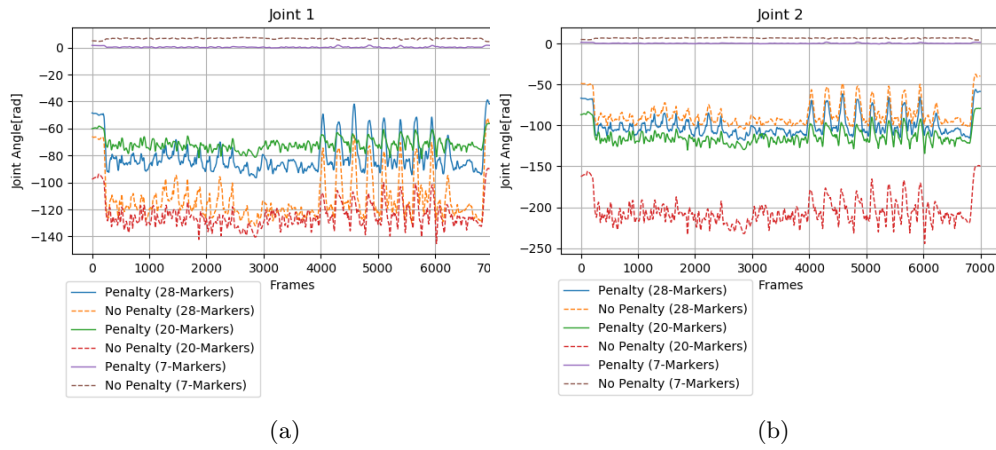 Joint 1
Joint Angle[rad]
0
−20
−40
−60
−80
−100
−120
−140
0 1000 2000 3000 4000 5000 6000 70
Frames
Penalty (28-Markers)
No Penalty (28-Markers)
Penalty (20-Markers)
No Penalty (20-Markers)
Penalty (7-Markers)
No Penalty (7-Markers)
(a)
Joint 2
Joint Angle[rad]
0
−50
−100
−150
−200
−250
0 1000 2000 3000 4000 5000 6000 7000
Frames
Penalty (28-Markers)
No Penalty (28-Markers)
Penalty (20-Markers)
No Penalty (20-Markers)
Penalty (7-Markers)
No Penalty (7-Markers)
(b)